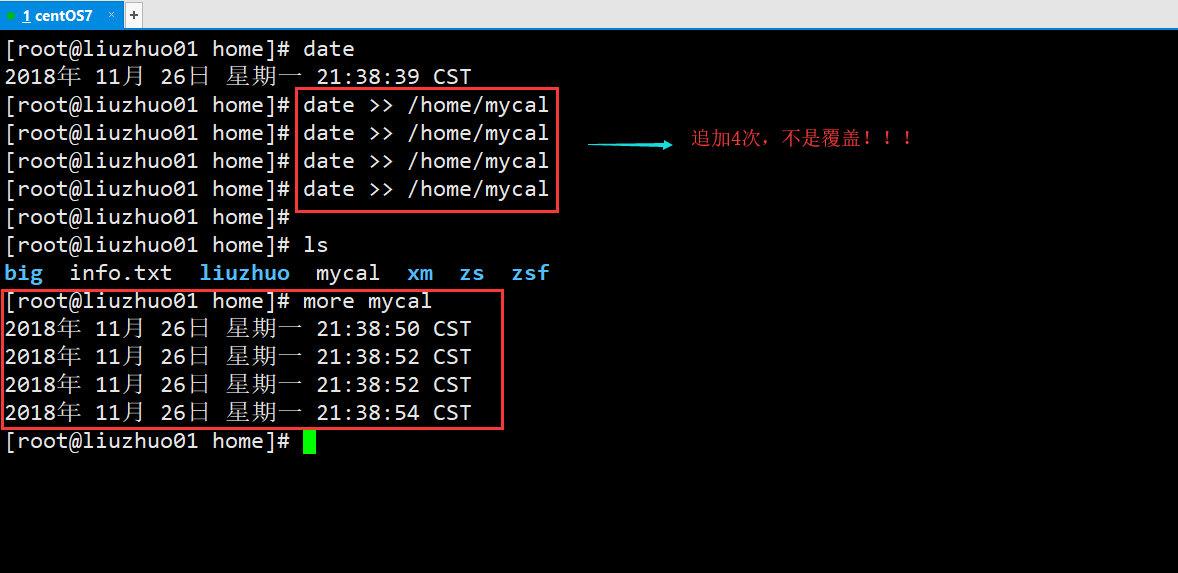 1 centOS7 × +
[root@liuzhuo01 home]# date
2018年 11月 26日 星期一 21:38:39 CST
[root@liuzhuo01 home]# date >> /home/mycal
[root@liuzhuo01 home]# date >> /home/mycal
追加4次，不是覆盖！！！
[root@liuzhuo01 home]# date >> /home/mycal
[root@liuzhuo01 home]# date >> /home/mycal
[root@liuzhuo01 home]#
[root@liuzhuo01 home]# ls
big info.txt liuzhuo mycal xm zs zsf
[root@liuzhuo01 home]# more mycal
2018年 11月 26日 星期一 21:38:50 CST
2018年 11月 26日 星期一 21:38:52 CST
2018年 11月 26日 星期一 21:38:52 CST
2018年 11月 26日 星期一 21:38:54 CST
[root@liuzhuo01 home]#